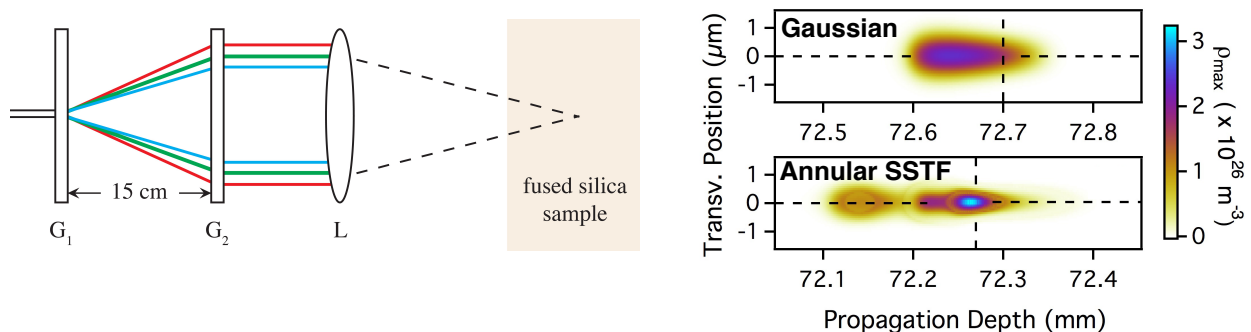 15 cm
G₁
G₂
L
fused silica
sample
Gaussian
1
0
-1
72.5
72.6
72.7
72.8
Annular SSTF
1
0
-1
72.1
72.2
72.3
72.4
Transv. Position (μm)
Propagation Depth (mm)
3
2
1
0
ρmax ( x 10²⁶ m⁻³)